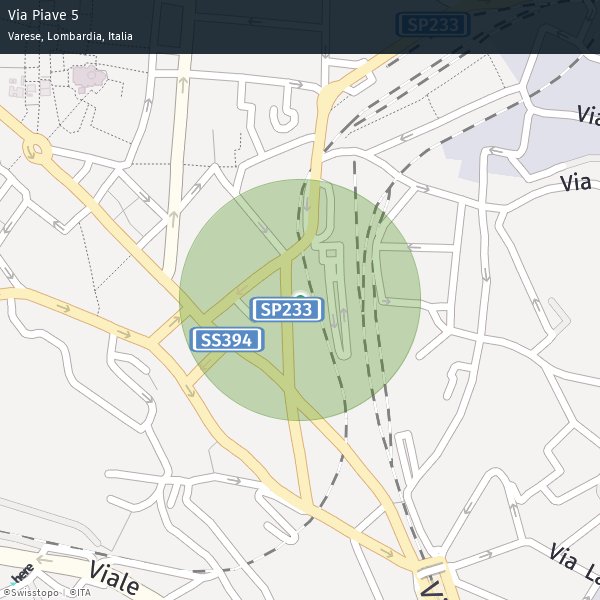 Via Piave 5
Varese, Lombardia, Italia
SP233
Via
Via
SP233
SS394
Via La
Viale
V
here
©Swisstopo | ©ITA